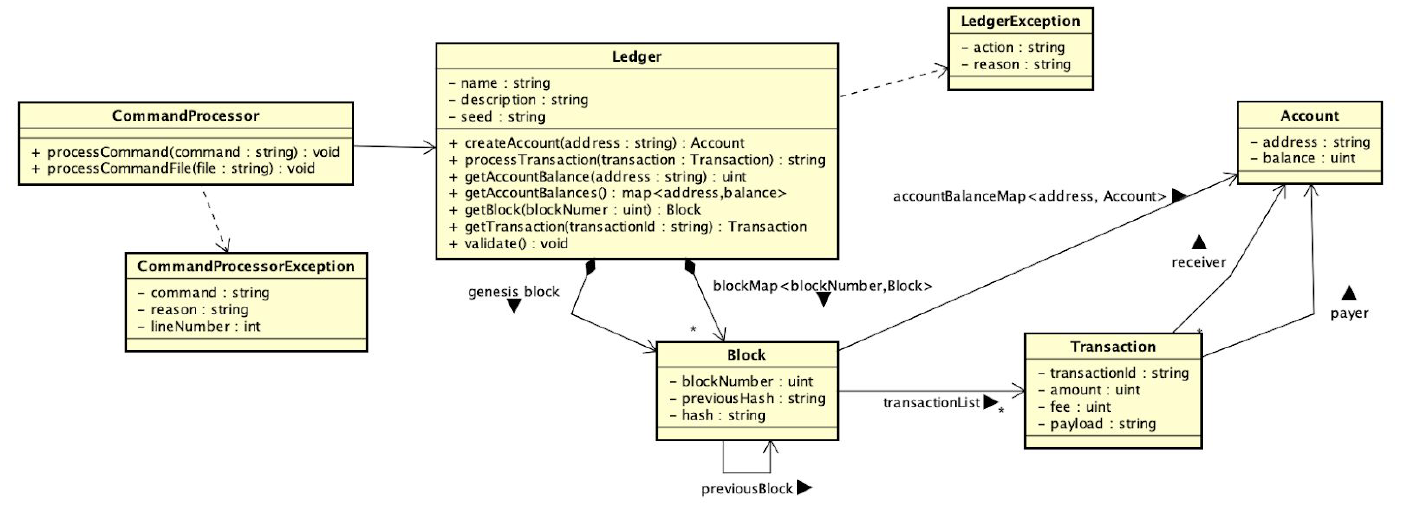 LedgerException
- action : string
- reason : string
Ledger
- name : string
- description : string
- seed : string
+ createAccount(address : string) : Account
+ processTransaction(transaction : Transaction) : string
+ getAccountBalance(address : string) : uint
+ getAccountBalances() : map<address,balance>
+ getBlock(blockNumer : uint) : Block
+ getTransaction(transactionId : string) : Transaction
+ validate() : void
CommandProcessor
+ processCommand(command : string) : void
+ processCommandFile(file : string) : void
Account
- address : string
- balance : uint
accountBalanceMap<address, Account>
CommandProcessorException
- command : string
- reason : string
- lineNumber : int
genesis block
blockMap<blockNumber,Block>
*
receiver
payer
Block
- blockNumber : uint
- previousHash : string
- hash : string
transactionList
*
*
Transaction
- transactionId : string
- amount : uint
- fee : uint
- payload : string
previousBlock